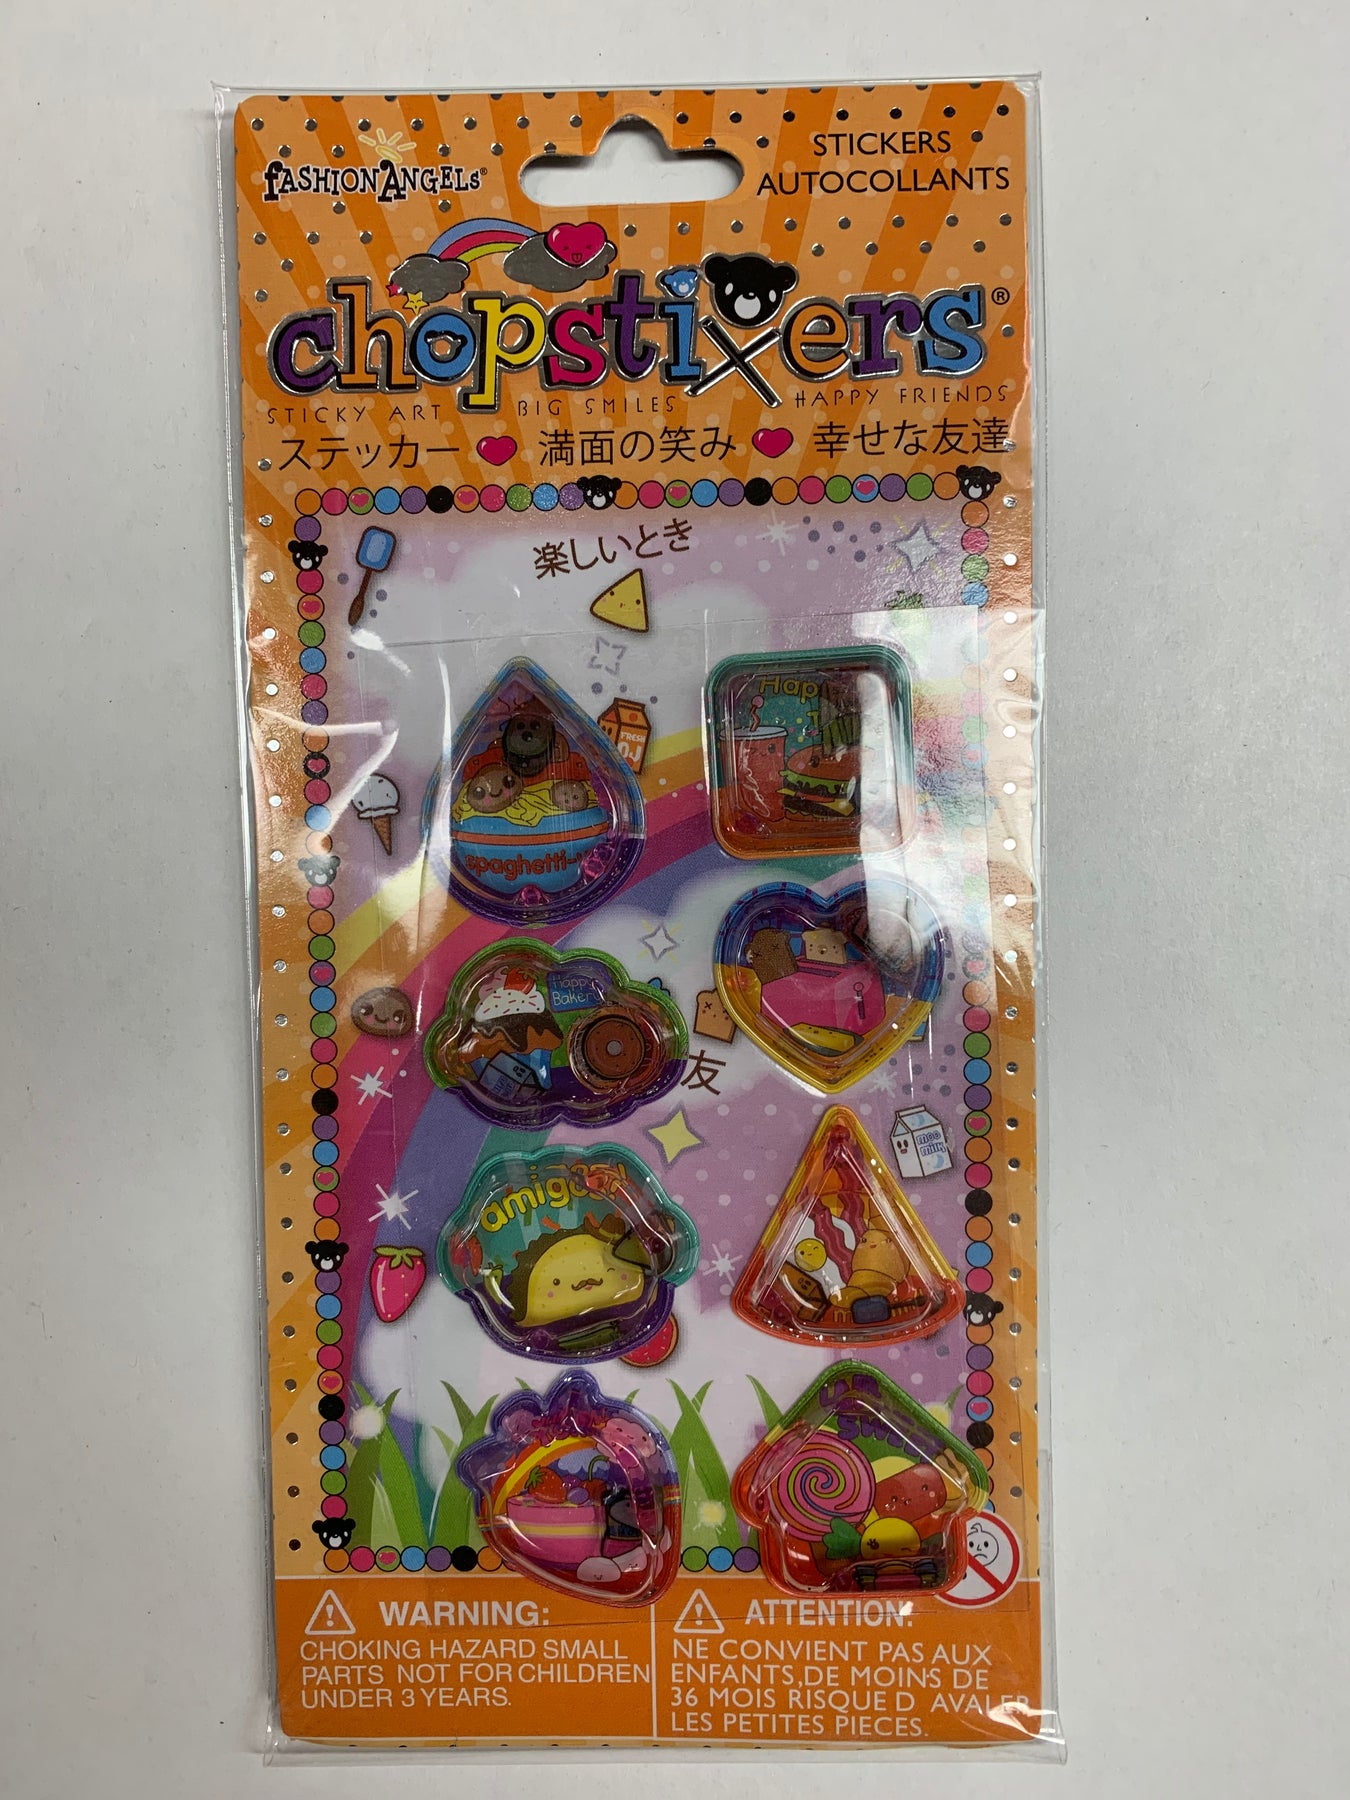 FASHION ANGELS®
STICKERS
AUTOCOLLANTS
chopstixers®
STICKY ART BIG SMILES HAPPY FRIENDS
ステッカー 満面の笑み 幸せな友達
楽しいとき
FRESH
OJ
spaghetti-
Happy
Bakery
友
moo
milk
amigos!
WARNING:
CHOKING HAZARD SMALL
PARTS NOT FOR CHILDREN
UNDER 3 YEARS.
ATTENTION:
NE CONVIENT PAS AUX
ENFANTS, DE MOINS DE
36 MOIS RISQUE D AVALER
LES PETITES PIECES.